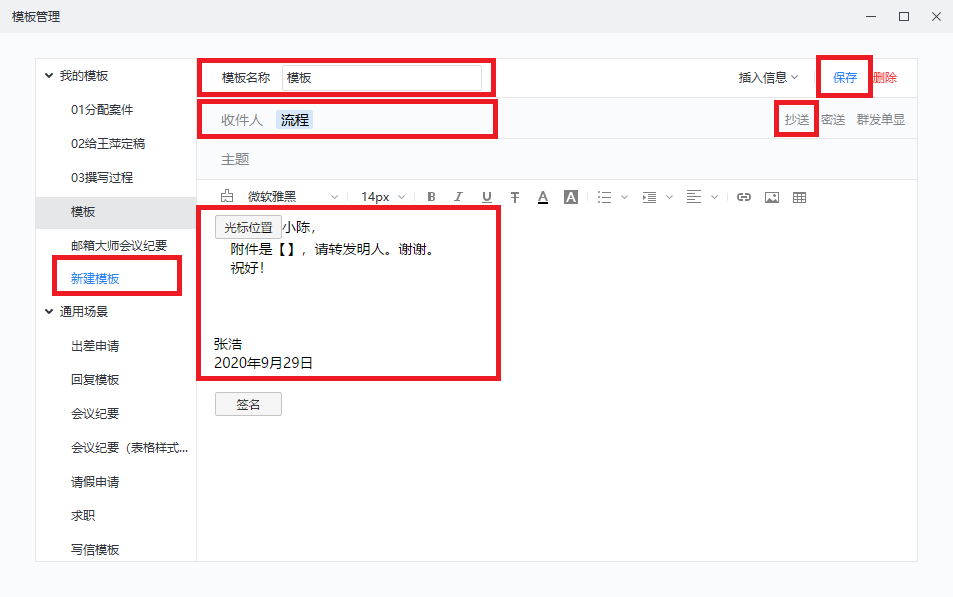 模板管理
我的模板
01分配案件
02给王萍定稿
03撰写过程
模板
邮箱大师会议纪要
新建模板
通用场景
出差申请
回复模板
会议纪要
会议纪要（表格样式...
请假申请
求职
写信模板
模板名称 模板 插入信息 保存 删除
收件人 流程 抄送 密送 群发单显
主题
微软雅黑 14px B I U T A A
光标位置 小陈，
附件是【 】，请转发明人。谢谢。
祝好！
张浩
2020年9月29日
签名